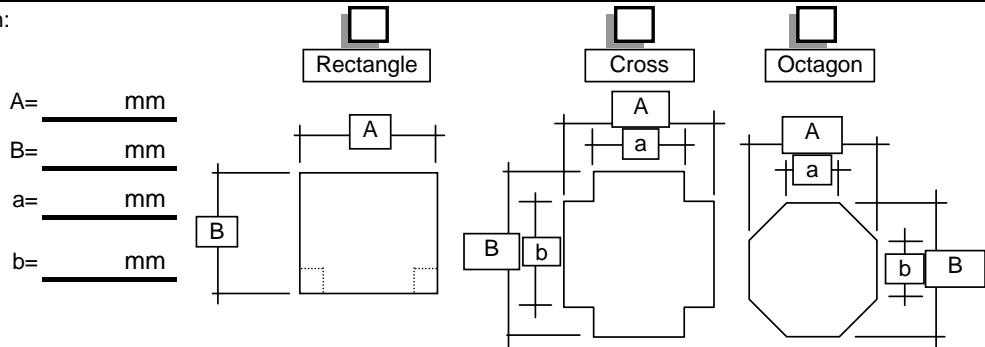 n:
Rectangle Cross Octagon
A= mm
B= mm
a= mm
b= mm
A
B
A
a
B b
A
a
b B